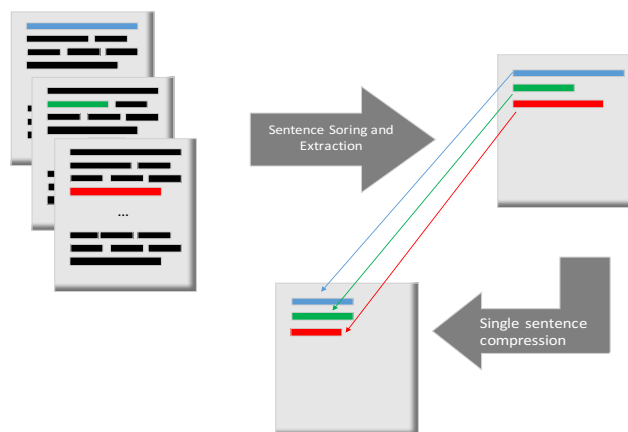 Sentence Soring and
Extraction
...
Single sentence
compression